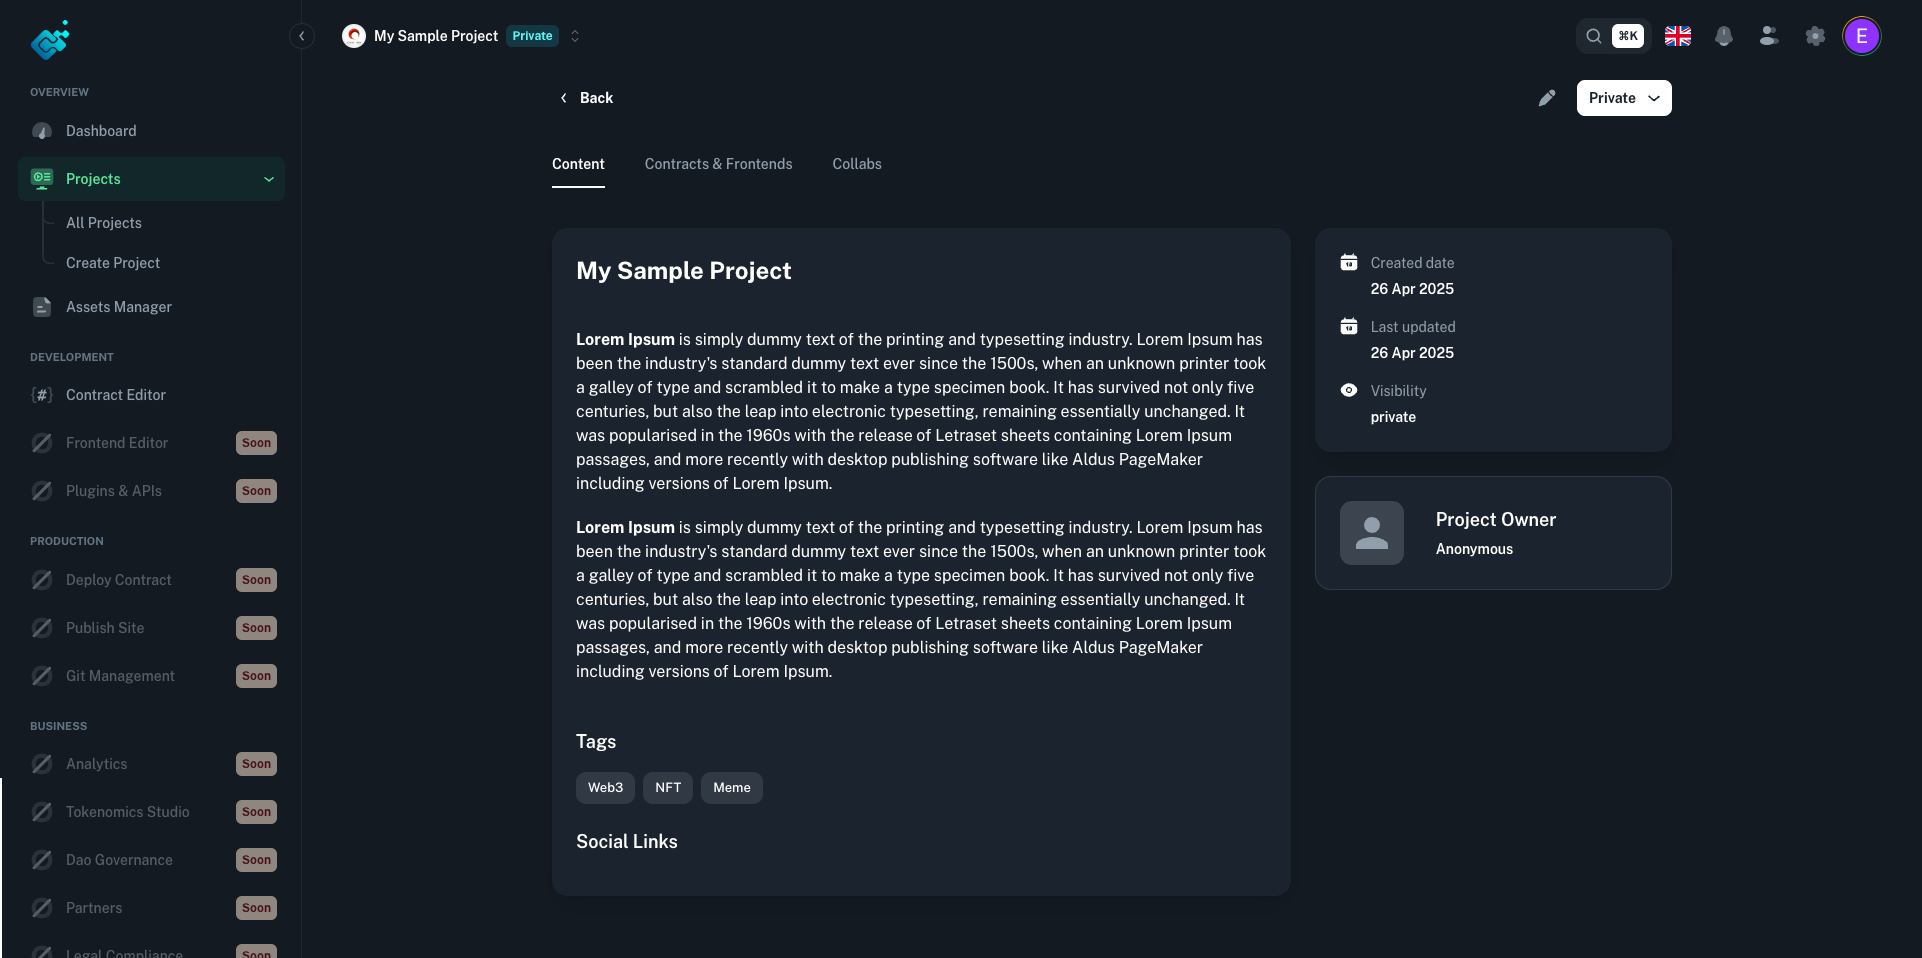 OVERVIEW
Dashboard
Projects
All Projects
Create Project
Assets Manager
DEVELOPMENT
Contract Editor
Frontend Editor Soon
Plugins & APIs Soon
PRODUCTION
Deploy Contract Soon
Publish Site Soon
Git Management Soon
BUSINESS
Analytics Soon
Tokenomics Studio Soon
Dao Governance Soon
Partners Soon
Legal Compliance Soon
My Sample Project Private
⌘K
E
Back
Private
Content Contracts & Frontends Collabs
My Sample Project
Lorem Ipsum is simply dummy text of the printing and typesetting industry. Lorem Ipsum has
been the industry's standard dummy text ever since the 1500s, when an unknown printer took
a galley of type and scrambled it to make a type specimen book. It has survived not only five
centuries, but also the leap into electronic typesetting, remaining essentially unchanged. It
was popularised in the 1960s with the release of Letraset sheets containing Lorem Ipsum
passages, and more recently with desktop publishing software like Aldus PageMaker
including versions of Lorem Ipsum.
Lorem Ipsum is simply dummy text of the printing and typesetting industry. Lorem Ipsum has
been the industry's standard dummy text ever since the 1500s, when an unknown printer took
a galley of type and scrambled it to make a type specimen book. It has survived not only five
centuries, but also the leap into electronic typesetting, remaining essentially unchanged. It
was popularised in the 1960s with the release of Letraset sheets containing Lorem Ipsum
passages, and more recently with desktop publishing software like Aldus PageMaker
including versions of Lorem Ipsum.
Tags
Web3 NFT Meme
Social Links
Created date
26 Apr 2025
Last updated
26 Apr 2025
Visibility
private
Project Owner
Anonymous